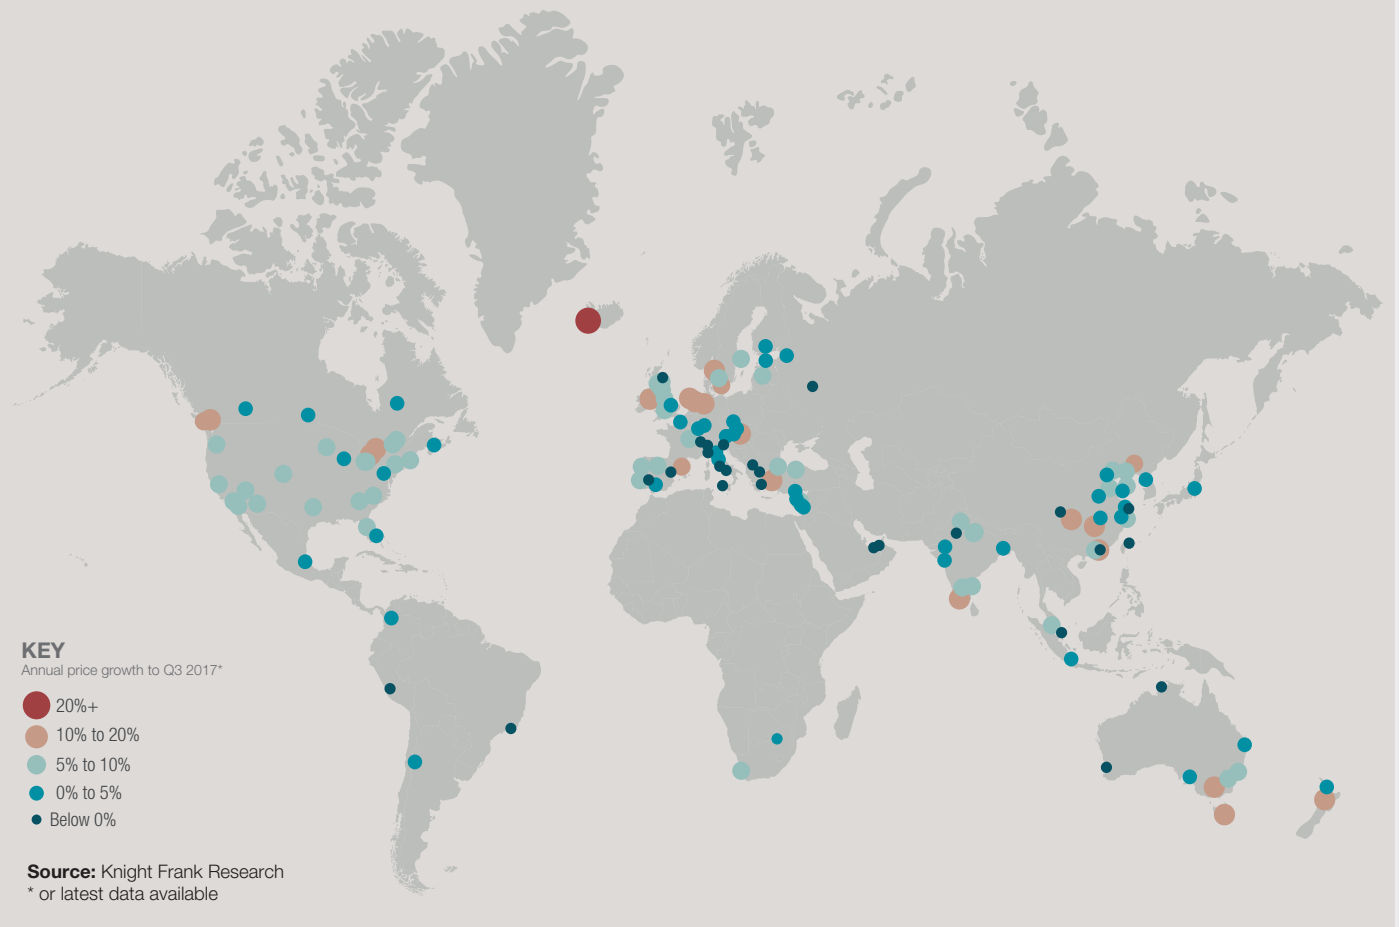 KEY
Annual price growth to Q3 2017*
20%+
10% to 20%
5% to 10%
0% to 5%
Below 0%
Source: Knight Frank Research
* or latest data available